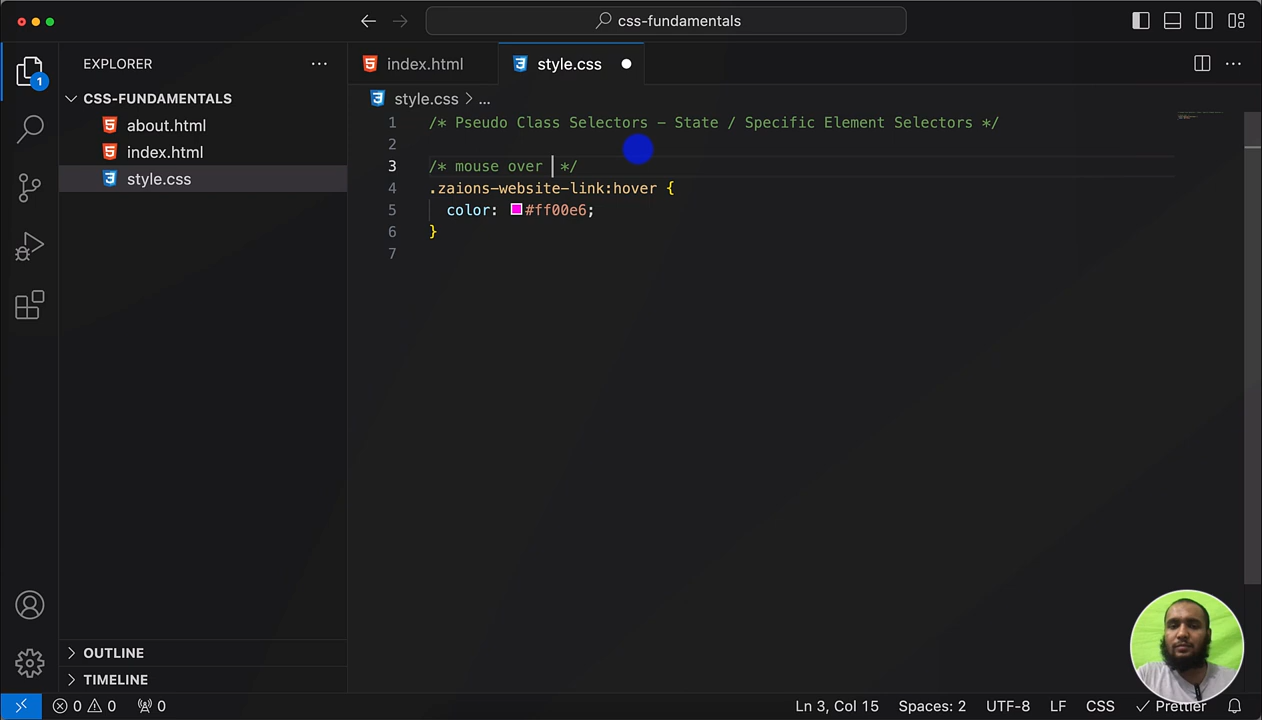 css-fundamentals
EXPLORER
index.html
style.css
1
CSS-FUNDAMENTALS
about.html
index.html
style.css
style.css > ...
1 /* Pseudo Class Selectors - State / Specific Element Selectors */
2
3 /* mouse over */
4 .zaions-website-link:hover {
5 color: #ff00e6;
6 }
7
OUTLINE
TIMELINE
0 0 0 Ln 3, Col 15 Spaces: 2 UTF-8 LF CSS Prettier